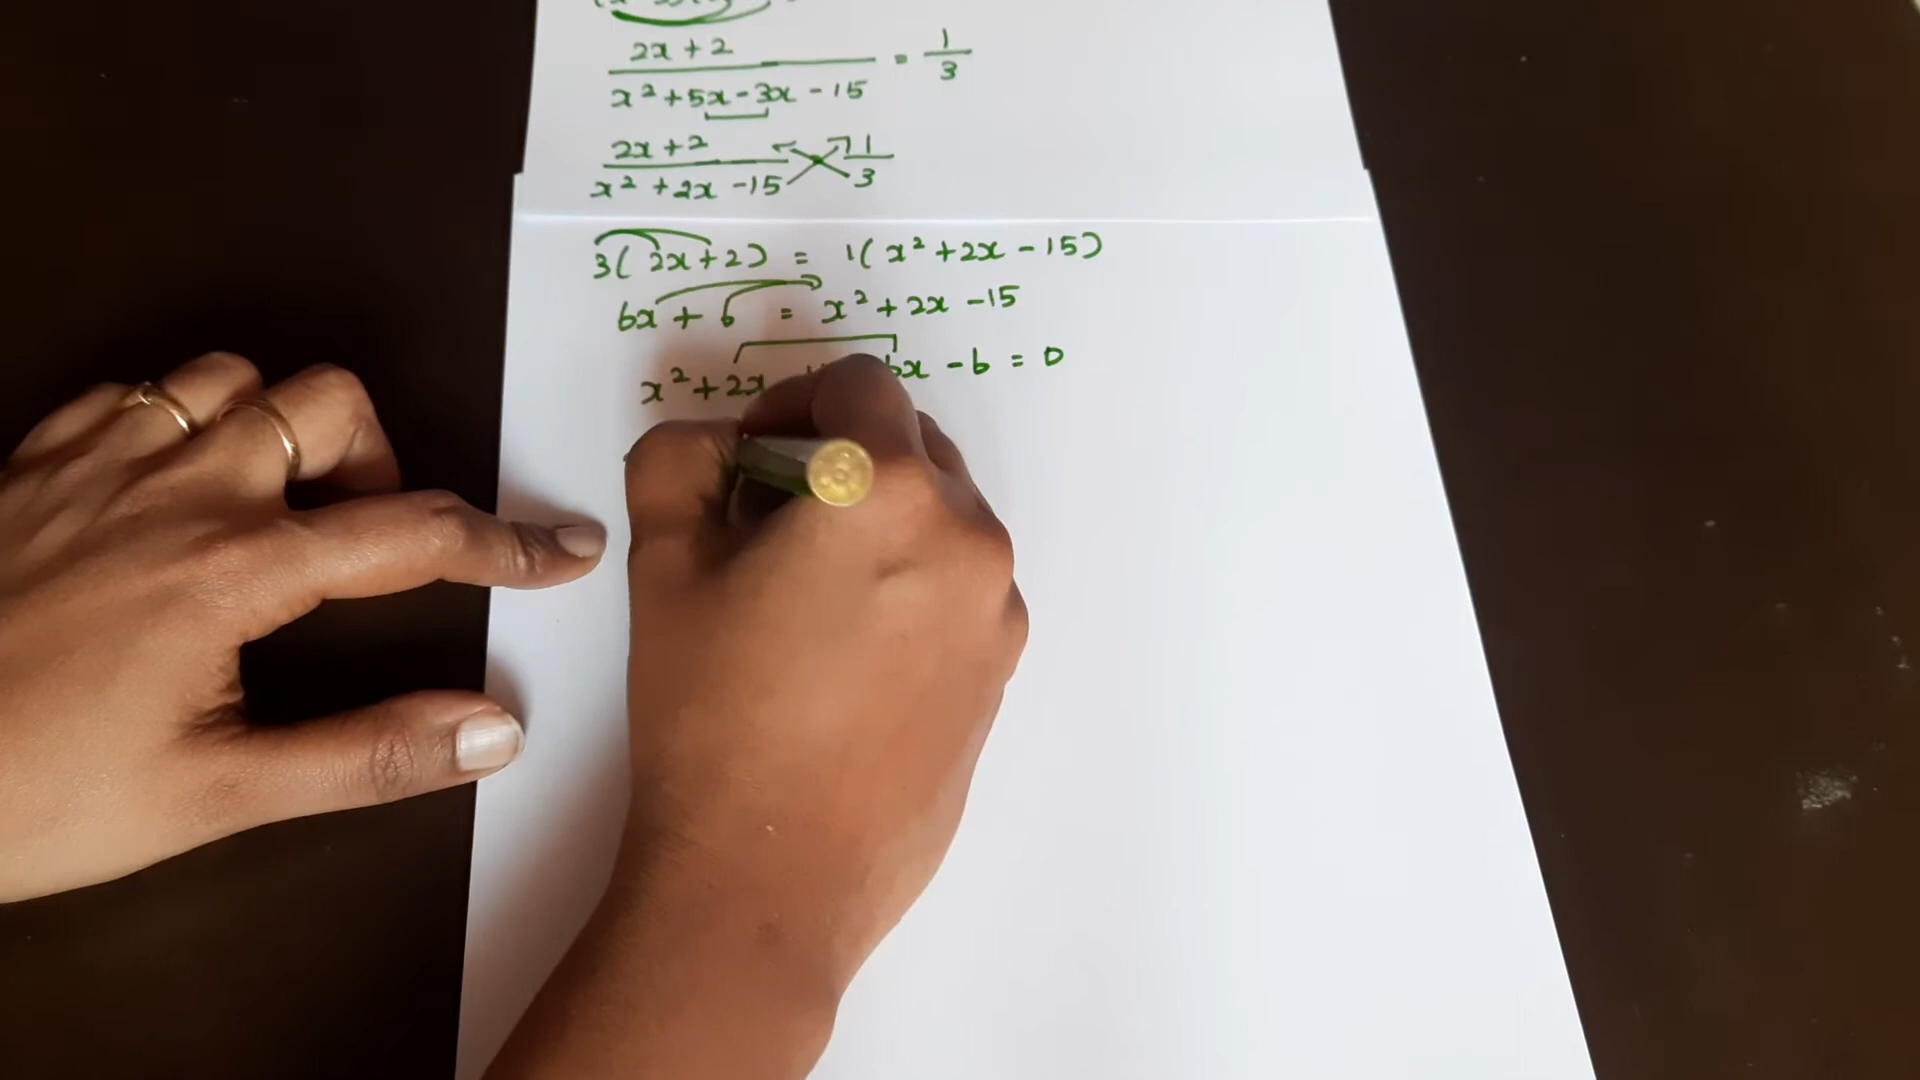 2x + 2 / x² + 5x - 3x - 15 = 1/3
2x + 2 / x² + 2x - 15 1/3
3(2x+2) = 1(x² + 2x - 15)
6x + 6 = x² + 2x - 15
x² + 2x 6x - 6 = 0